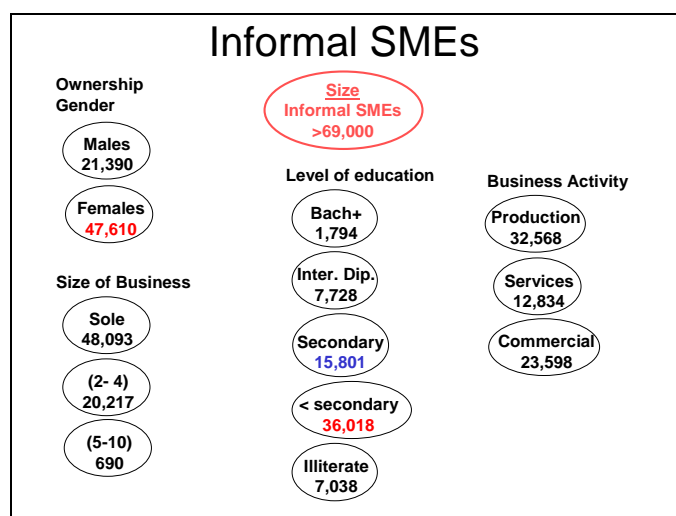 Informal SMEs
Ownership
Gender
Males
21,390
Females
47,610
Size of Business
Sole
48,093
(2- 4)
20,217
(5-10)
690
Size
Informal SMEs
>69,000
Level of education
Bach+
1,794
Inter. Dip.
7,728
Secondary
15,801
< secondary
36,018
Illiterate
7,038
Business Activity
Production
32,568
Services
12,834
Commercial
23,598